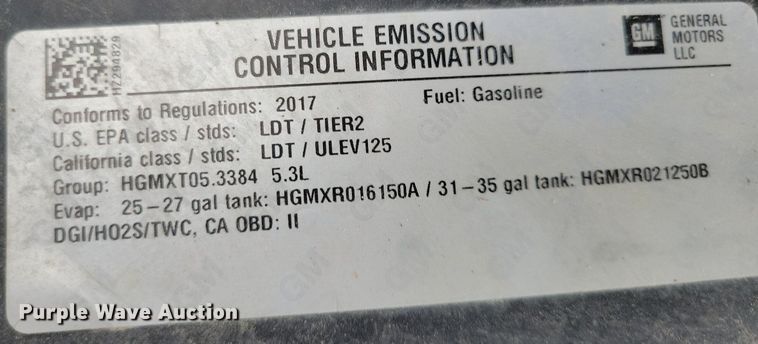 VEHICLE EMISSION
CONTROL INFORMATION
GM
GENERAL
MOTORS
LLC
HZ294829
Conforms to Regulations: 2017 Fuel: Gasoline
U.S. EPA class / stds: LDT / TIER2
California class / stds: LDT / ULEV125
Group: HGMXT05.3384 5.3L
Evap: 25-27 gal tank: HGMXR016150A / 31-35 gal tank: HGMXR021250B
DGI/HO2S/TWC, CA OBD: II
Purple Wave Auction